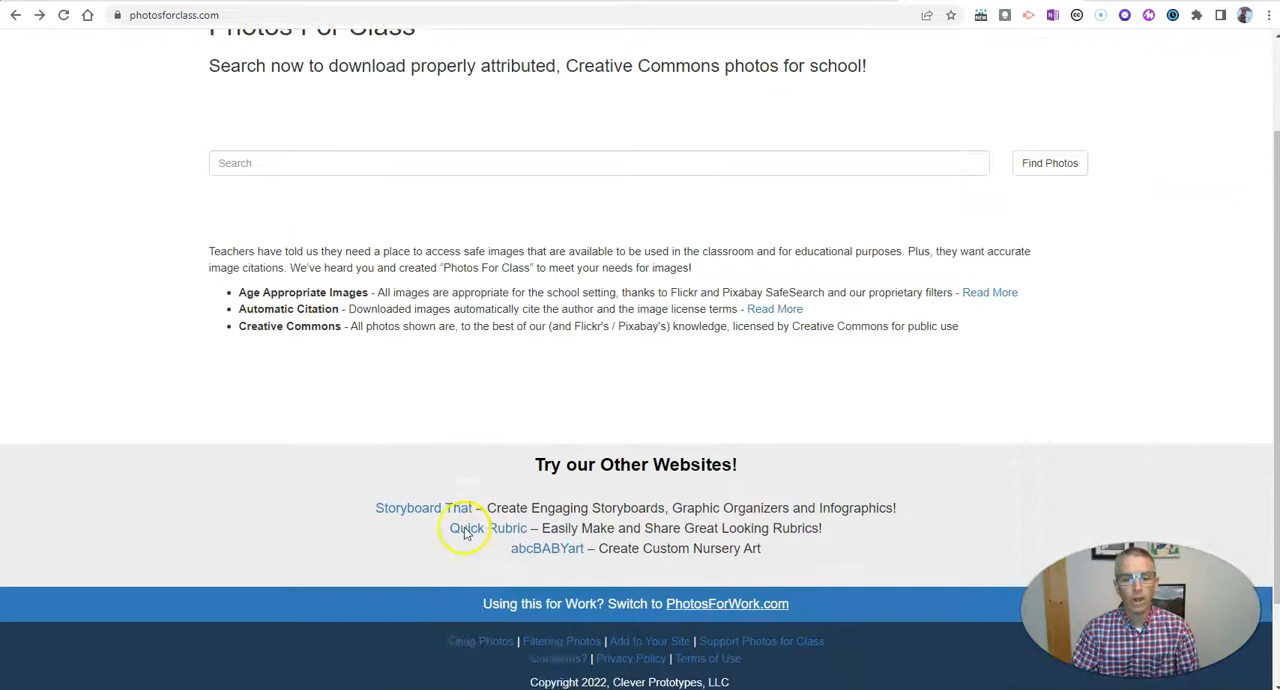 photosforclass.com
Photos For Class
Search now to download properly attributed, Creative Commons photos for school!
Search
Find Photos
Teachers have told us they need a place to access safe images that are available to be used in the classroom and for educational purposes. Plus, they want accurate
image citations. We've heard you and created "Photos For Class" to meet your needs for images!
• Age Appropriate Images - All images are appropriate for the school setting, thanks to Flickr and Pixabay SafeSearch and our proprietary filters - Read More
• Automatic Citation - Downloaded images automatically cite the author and the image license terms - Read More
• Creative Commons - All photos shown are, to the best of our (and Flickr's / Pixabay's) knowledge, licensed by Creative Commons for public use
Try our Other Websites!
Storyboard That – Create Engaging Storyboards, Graphic Organizers and Infographics!
Quick Rubric – Easily Make and Share Great Looking Rubrics!
abcBABYart – Create Custom Nursery Art
Using this for Work? Switch to PhotosForWork.com
Citing Photos | Filtering Photos | Add to Your Site | Support Photos for Class
| Privacy Policy | Terms of Use
Copyright 2022, Clever Prototypes, LLC